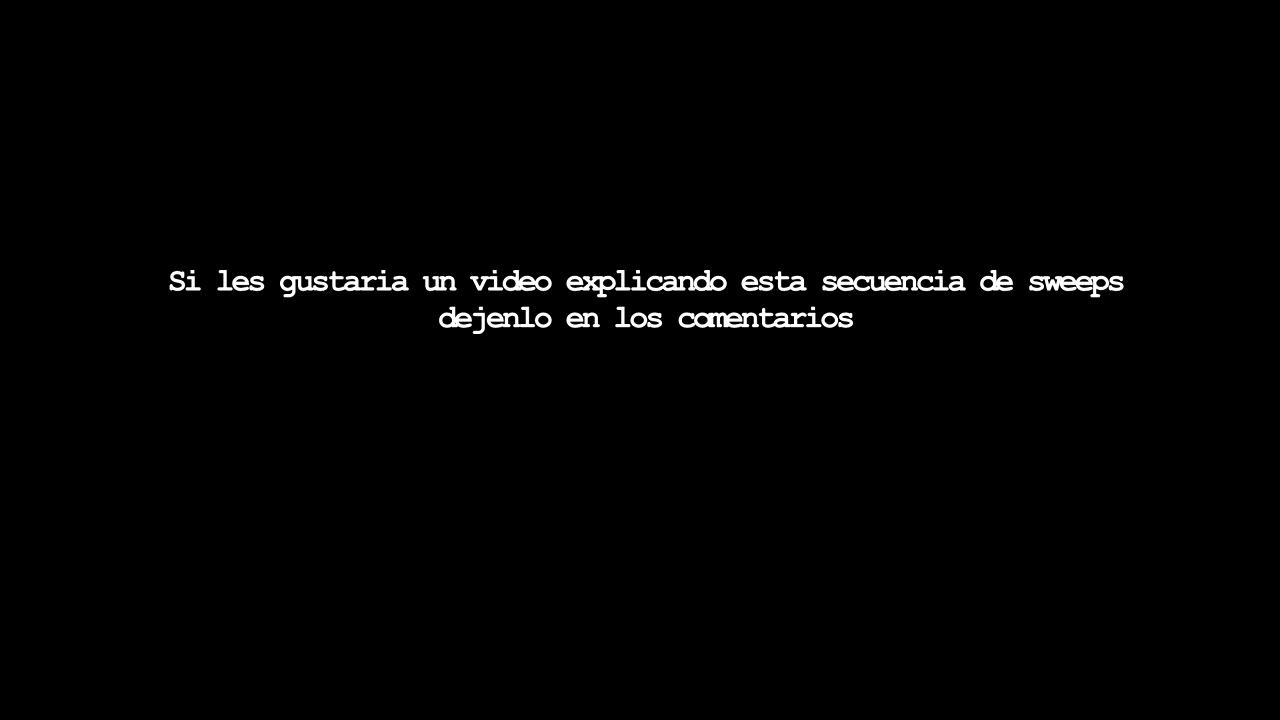 Si les gustaria un video explicando esta secuencia de sweeps
dejenlo en los comentarios